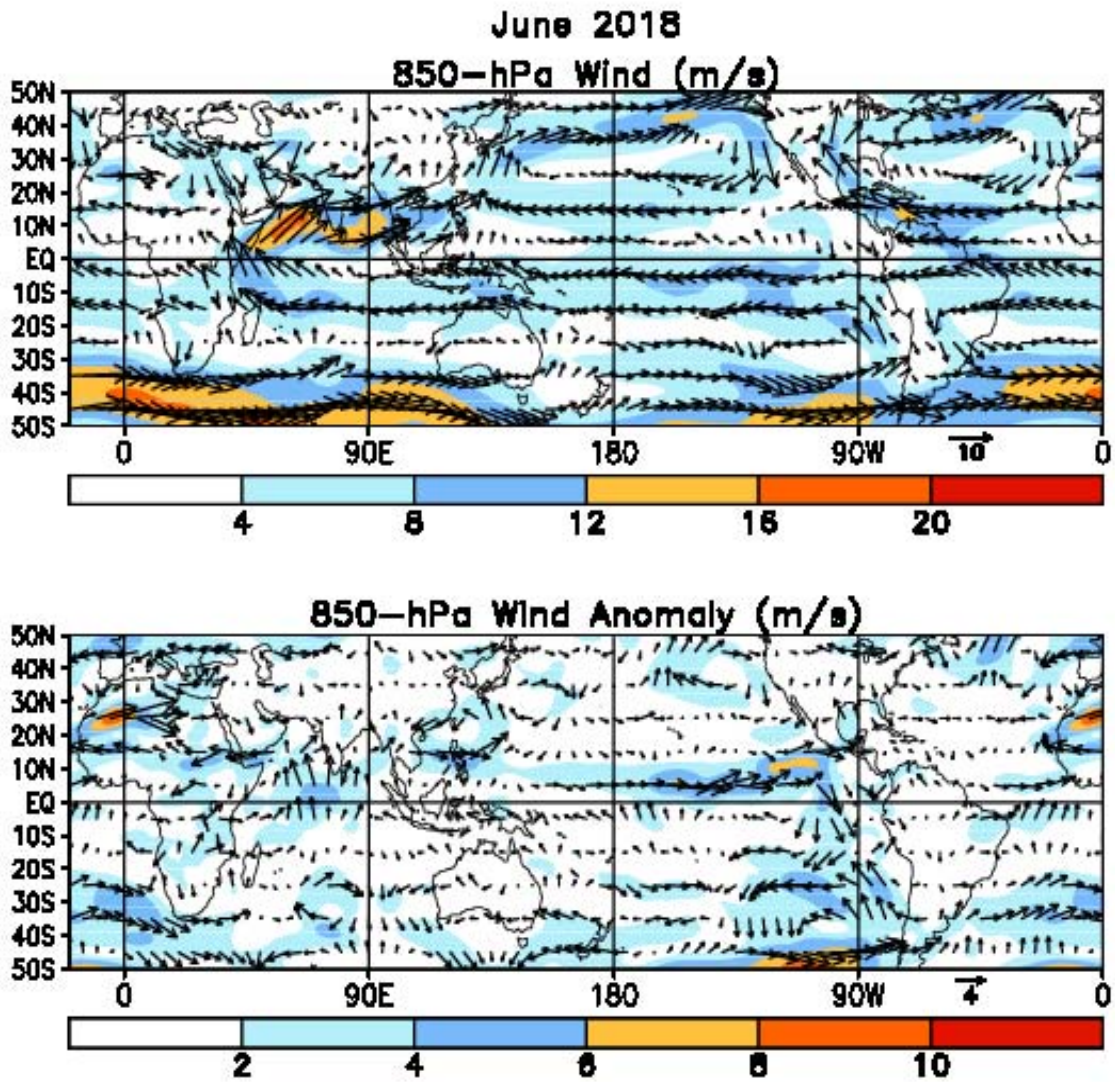 June 2018
850-hPa Wind (m/s)
50N
40N
30N
20N
10N
EQ
10S
20S
30S
40S
50S
0 90E 180 90W 10 0
4 8 12 16 20
850-hPa Wind Anomaly (m/s)
50N
40N
30N
20N
10N
EQ
10S
20S
30S
40S
50S
0 90E 180 90W 4 0
2 4 6 8 10